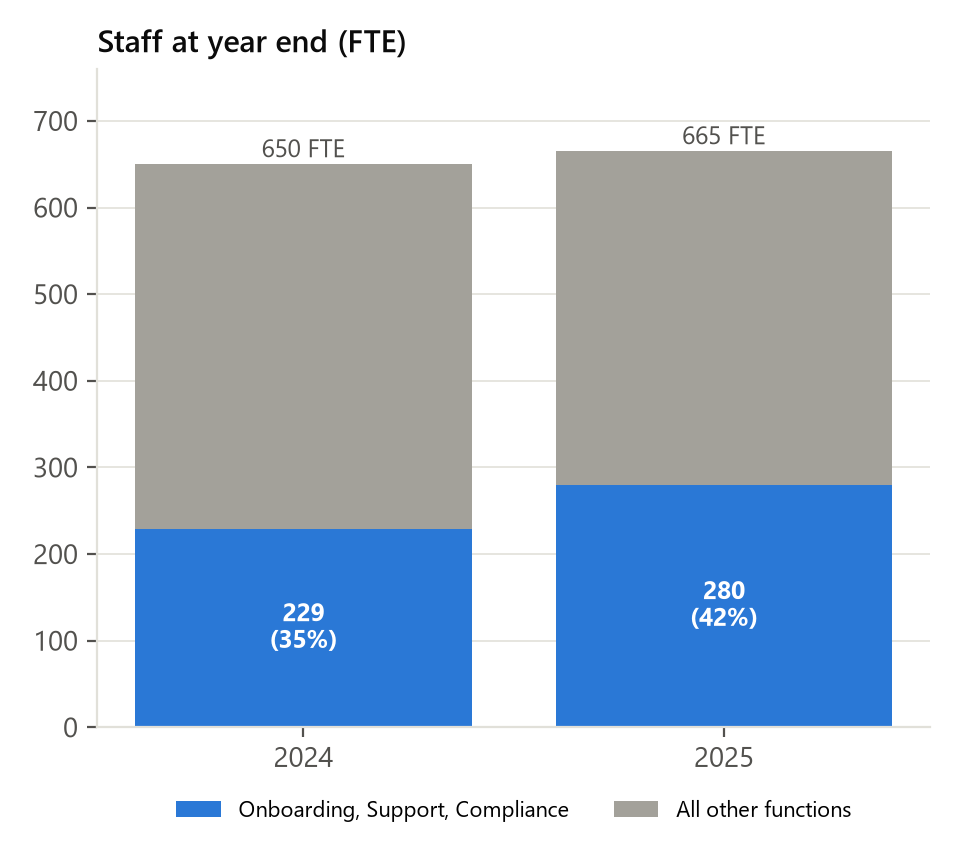 Staff at year end (FTE)
700
600
500
400
300
200
100
0
650 FTE
665 FTE
229
(35%)
280
(42%)
2024
2025
Onboarding, Support, Compliance
All other functions